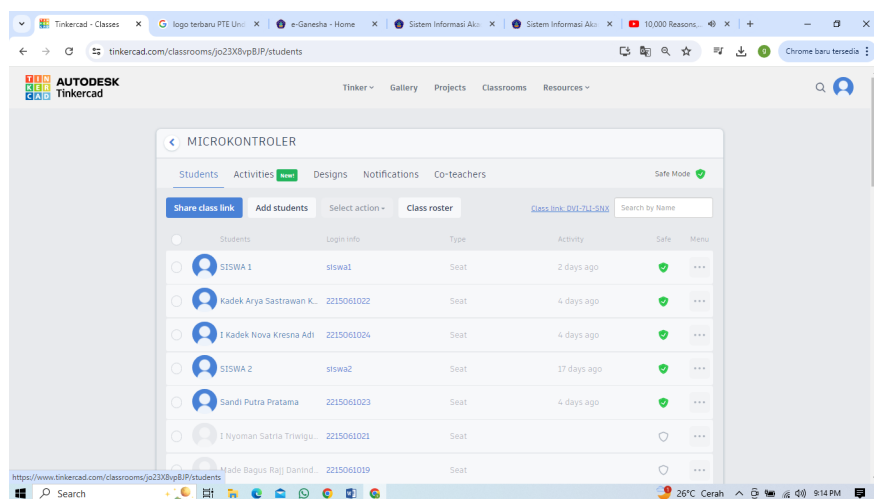 Tinkercad - Classes
logo terbaru PTE Und
e-Ganesha - Home
Sistem Informasi Aka
Sistem Informasi Aka
10,000 Reasons,
tinkercad.com/classrooms/jo23X8vpBJP/students
Chrome baru tersedia
TIN KER CAD
AUTODESK
Tinkercad
Tinker
Gallery
Projects
Classrooms
Resources
MICROKONTROLER
Students
Activities
New!
Designs
Notifications
Co-teachers
Safe Mode
Share class link
Add students
Select action
Class roster
Class link: DVI-7LI-SNX
Search by Name
Students Login info Type Activity Safe Menu
SISWA 1 siswa1 Seat 2 days ago
Kadek Arya Sastrawan K... 2215061022 Seat 4 days ago
I Kadek Nova Kresna Adi 2215061024 Seat 4 days ago
SISWA 2 siswa2 Seat 17 days ago
Sandi Putra Pratama 2215061023 Seat 4 days ago
I Nyoman Satria Triwigu... 2215061021 Seat
Made Bagus Rajj Danind... 2215061019 Seat
https://www.tinkercad.com/classrooms/jo23X8vpBJP/students
Search
26°C Cerah
9:14 PM